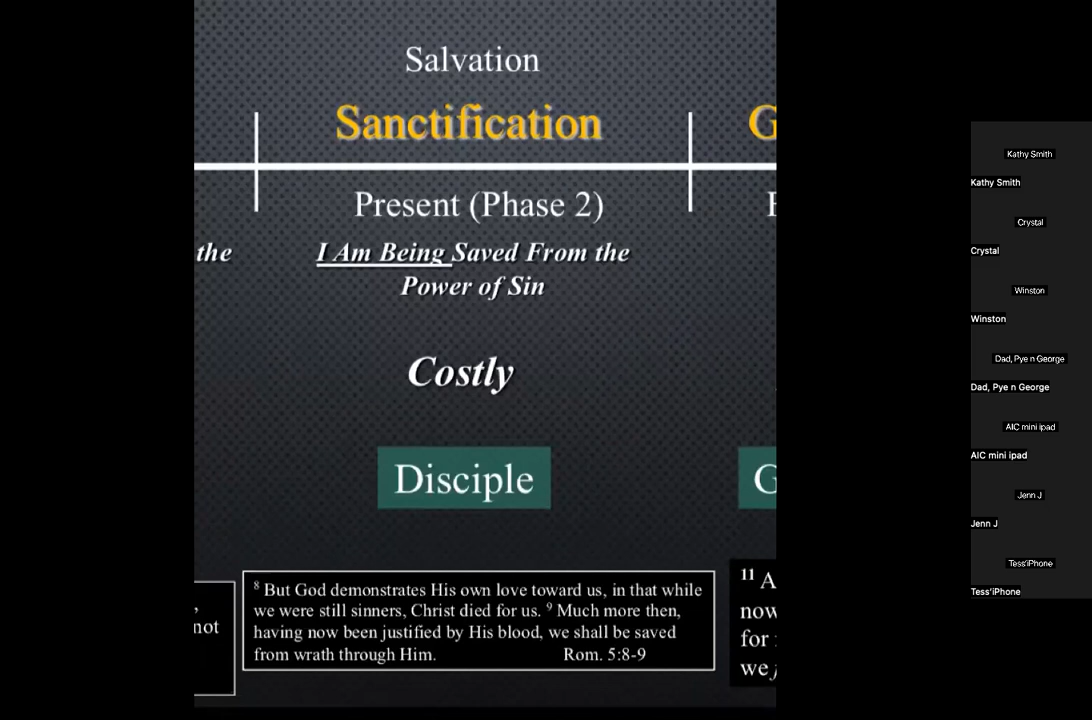 Salvation
Sanctification
G
Present (Phase 2)
the
I Am Being Saved From the
Power of Sin
Costly
Disciple
G
not
⁸ But God demonstrates His own love toward us, in that while
we were still sinners, Christ died for us. ⁹ Much more then,
having now been justified by His blood, we shall be saved
from wrath through Him. Rom. 5:8-9
¹¹ A
now
for
we
Kathy Smith
Kathy Smith
Crystal
Crystal
Winston
Winston
Dad, Pye n George
Dad, Pye n George
AIC mini ipad
AIC mini ipad
Jenn J
Jenn J
Tess'iPhone
Tess'iPhone